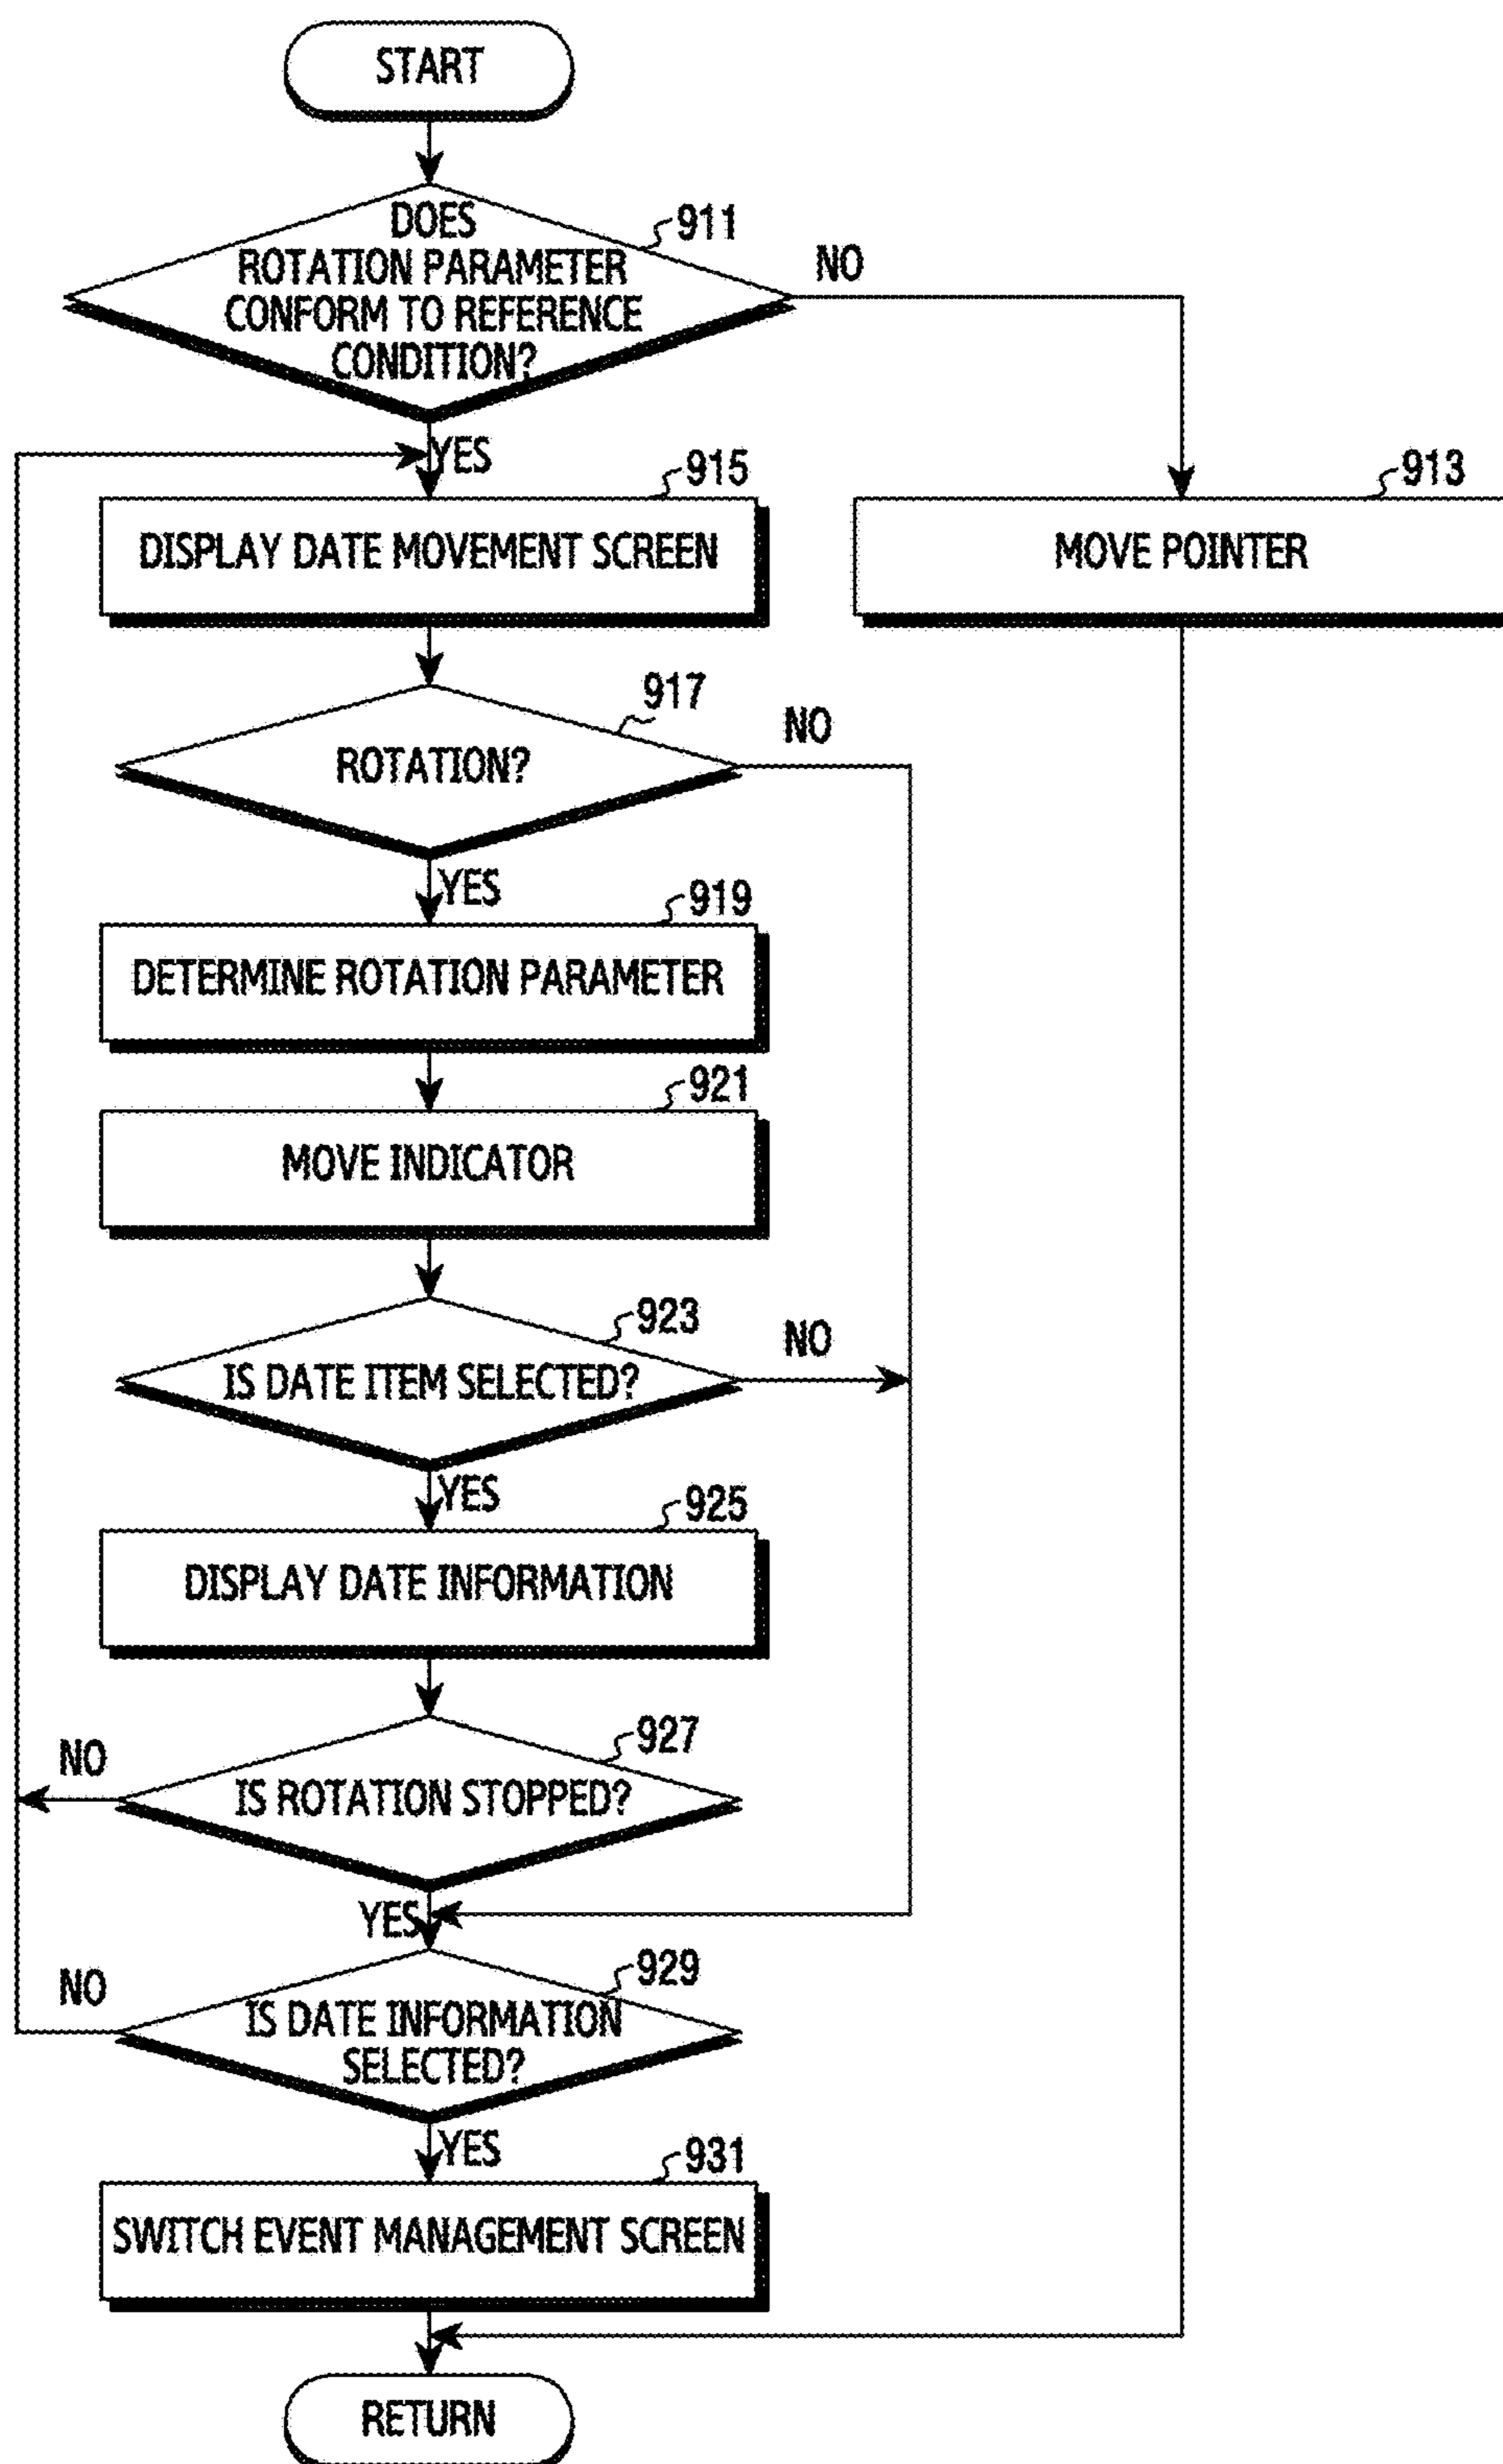 START
911
DOES
ROTATION PARAMETER
CONFORM TO REFERENCE
CONDITION?
NO
YES
915
DISPLAY DATE MOVEMENT SCREEN
913
MOVE POINTER
917
ROTATION?
NO
YES
919
DETERMINE ROTATION PARAMETER
921
MOVE INDICATOR
923
IS DATE ITEM SELECTED?
NO
YES
925
DISPLAY DATE INFORMATION
927
IS ROTATION STOPPED?
NO
YES
929
IS DATE INFORMATION
SELECTED?
NO
YES
931
SWITCH EVENT MANAGEMENT SCREEN
RETURN